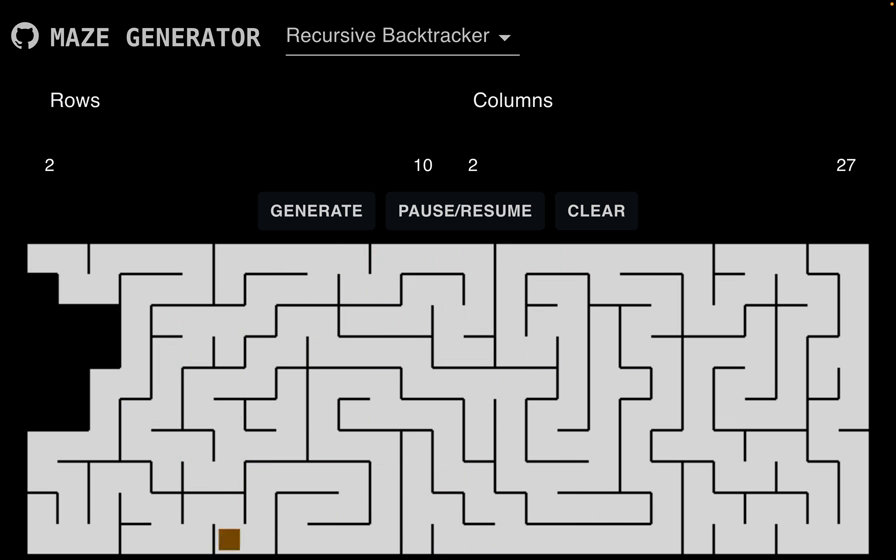 MAZE GENERATOR Recursive Backtracker
Rows Columns
2 10 2 27
GENERATE PAUSE/RESUME CLEAR